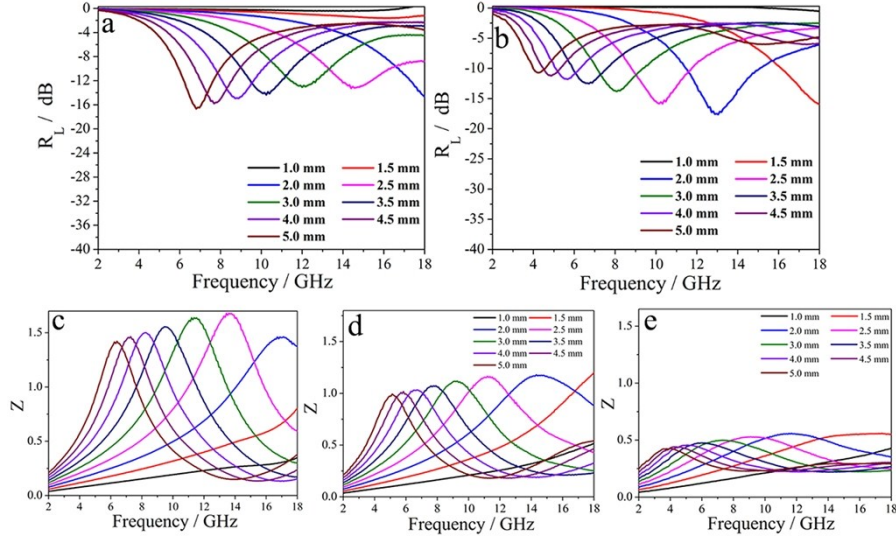 a
0
-4
-8
-12
-16
-20
-24
-28
-32
-36
-40
R_L / dB
1.0 mm 1.5 mm
2.0 mm 2.5 mm
3.0 mm 3.5 mm
4.0 mm 4.5 mm
5.0 mm
2 4 6 8 10 12 14 16 18
Frequency / GHz
b
0
-5
-10
-15
-20
-25
-30
-35
-40
R_L / dB
1.0 mm 1.5 mm
2.0 mm 2.5 mm
3.0 mm 3.5 mm
4.0 mm 4.5 mm
5.0 mm
2 4 6 8 10 12 14 16 18
Frequency / GHz
c
1.5
1.0
0.5
0.0
Z
2 4 6 8 10 12 14 16 18
Frequency / GHz
d
1.5
1.0
0.5
0.0
Z
1.0 mm 1.5 mm
2.0 mm 2.5 mm
3.0 mm 3.5 mm
4.0 mm 4.5 mm
5.0 mm
2 4 6 8 10 12 14 16 18
Frequency / GHz
e
1.5
1.0
0.5
0.0
Z
1.0 mm 1.5 mm
2.0 mm 2.5 mm
3.0 mm 3.5 mm
4.0 mm 4.5 mm
5.0 mm
2 4 6 8 10 12 14 16 18
Frequency / GHz